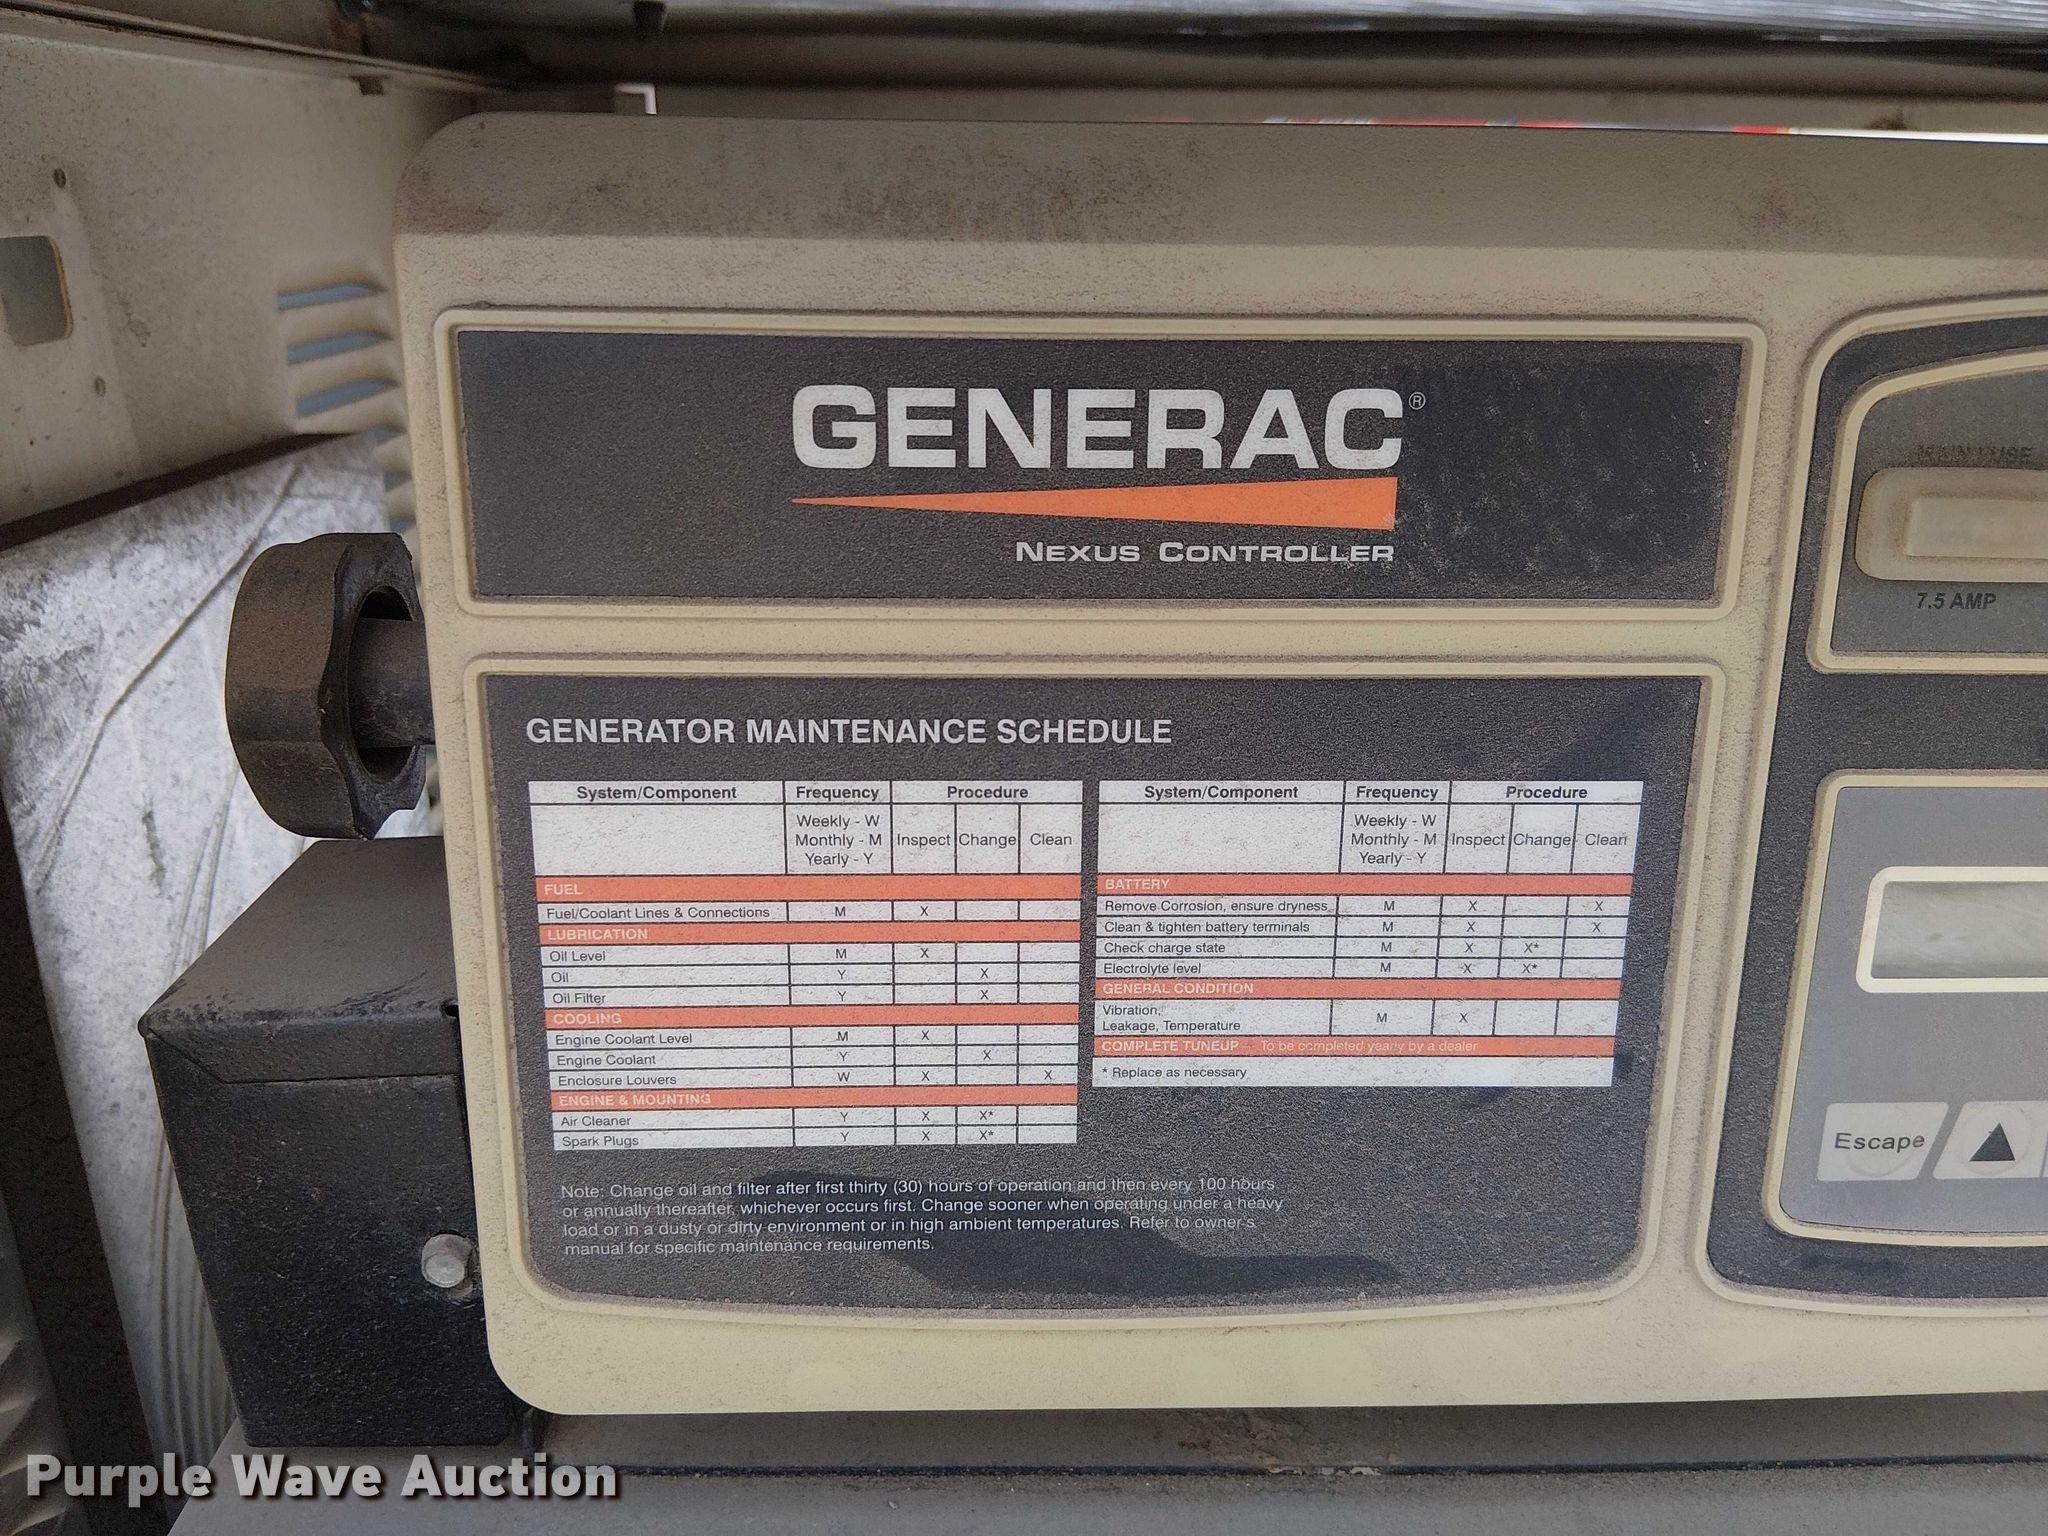 GENERAC®
NEXUS CONTROLLER
MAIN FUSE
7.5 AMP
GENERATOR MAINTENANCE SCHEDULE
System/Component Frequency Procedure
Weekly - W
Monthly - M
Yearly - Y
Inspect Change Clean
FUEL
Fuel/Coolant Lines & Connections M X
LUBRICATION
Oil Level M X
Oil Y X
Oil Filter Y X
COOLING
Engine Coolant Level M X
Engine Coolant Y X
Enclosure Louvers W X X
ENGINE & MOUNTING
Air Cleaner Y X X*
Spark Plugs Y X X*
System/Component Frequency Procedure
Weekly - W
Monthly - M
Yearly - Y
Inspect Change Clean
BATTERY
Remove Corrosion, ensure dryness M X X
Clean & tighten battery terminals M X X
Check charge state M X X*
Electrolyte level M X X*
GENERAL CONDITION
Vibration,
Leakage, Temperature M X
COMPLETE TUNEUP - To be completed yearly by a dealer
* Replace as necessary
Note: Change oil and filter after first thirty (30) hours of operation and then every 100 hours
or annually thereafter, whichever occurs first. Change sooner when operating under a heavy
load or in a dusty or dirty environment or in high ambient temperatures. Refer to owner's
manual for specific maintenance requirements.
Escape
Purple Wave Auction